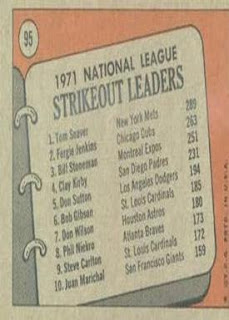 95
1971 NATIONAL LEAGUE
STRIKEOUT LEADERS
1. Tom Seaver New York Mets 289
2. Fergie Jenkins Chicago Cubs 263
3. Bill Stoneman Montreal Expos 251
4. Clay Kirby San Diego Padres 231
5. Don Sutton Los Angeles Dodgers 194
6. Bob Gibson St. Louis Cardinals 185
7. Don Wilson Houston Astros 180
8. Phil Niekro Atlanta Braves 173
9. Steve Carlton St. Louis Cardinals 172
10. Juan Marichal San Francisco Giants 159
IN U.S.A.